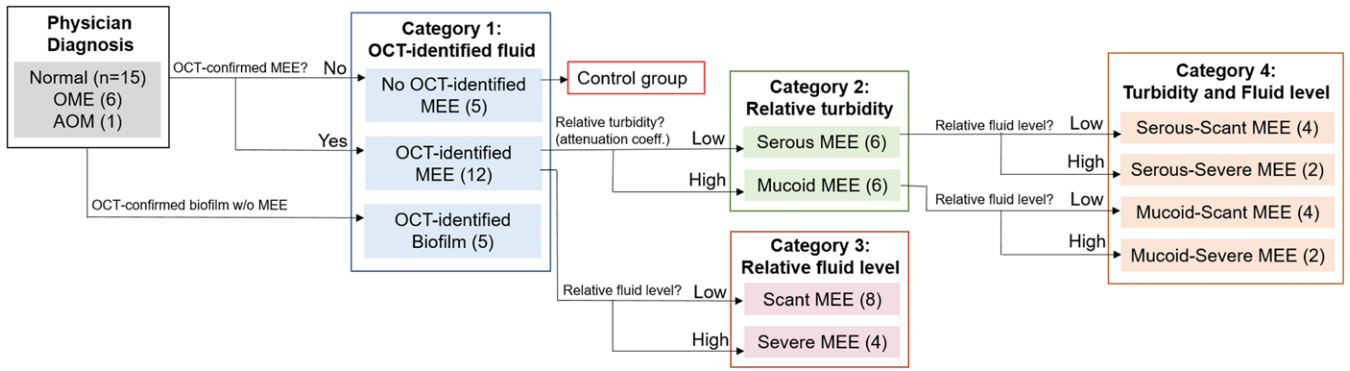 Physician
Diagnosis
Normal (n=15)
OME (6)
AOM (1)
OCT-confirmed MEE?
No
Yes
OCT-confirmed biofilm w/o MEE
Category 1:
OCT-identified fluid
No OCT-identified
MEE (5)
OCT-identified
MEE (12)
OCT-identified
Biofilm (5)
Control group
Relative turbidity?
(attenuation coeff.)
Low
High
Relative fluid level?
Low
High
Category 2:
Relative turbidity
Serous MEE (6)
Mucoid MEE (6)
Category 3:
Relative fluid level
Scant MEE (8)
Severe MEE (4)
Relative fluid level?
Low
High
Relative fluid level?
Low
High
Category 4:
Turbidity and Fluid level
Serous-Scant MEE (4)
Serous-Severe MEE (2)
Mucoid-Scant MEE (4)
Mucoid-Severe MEE (2)